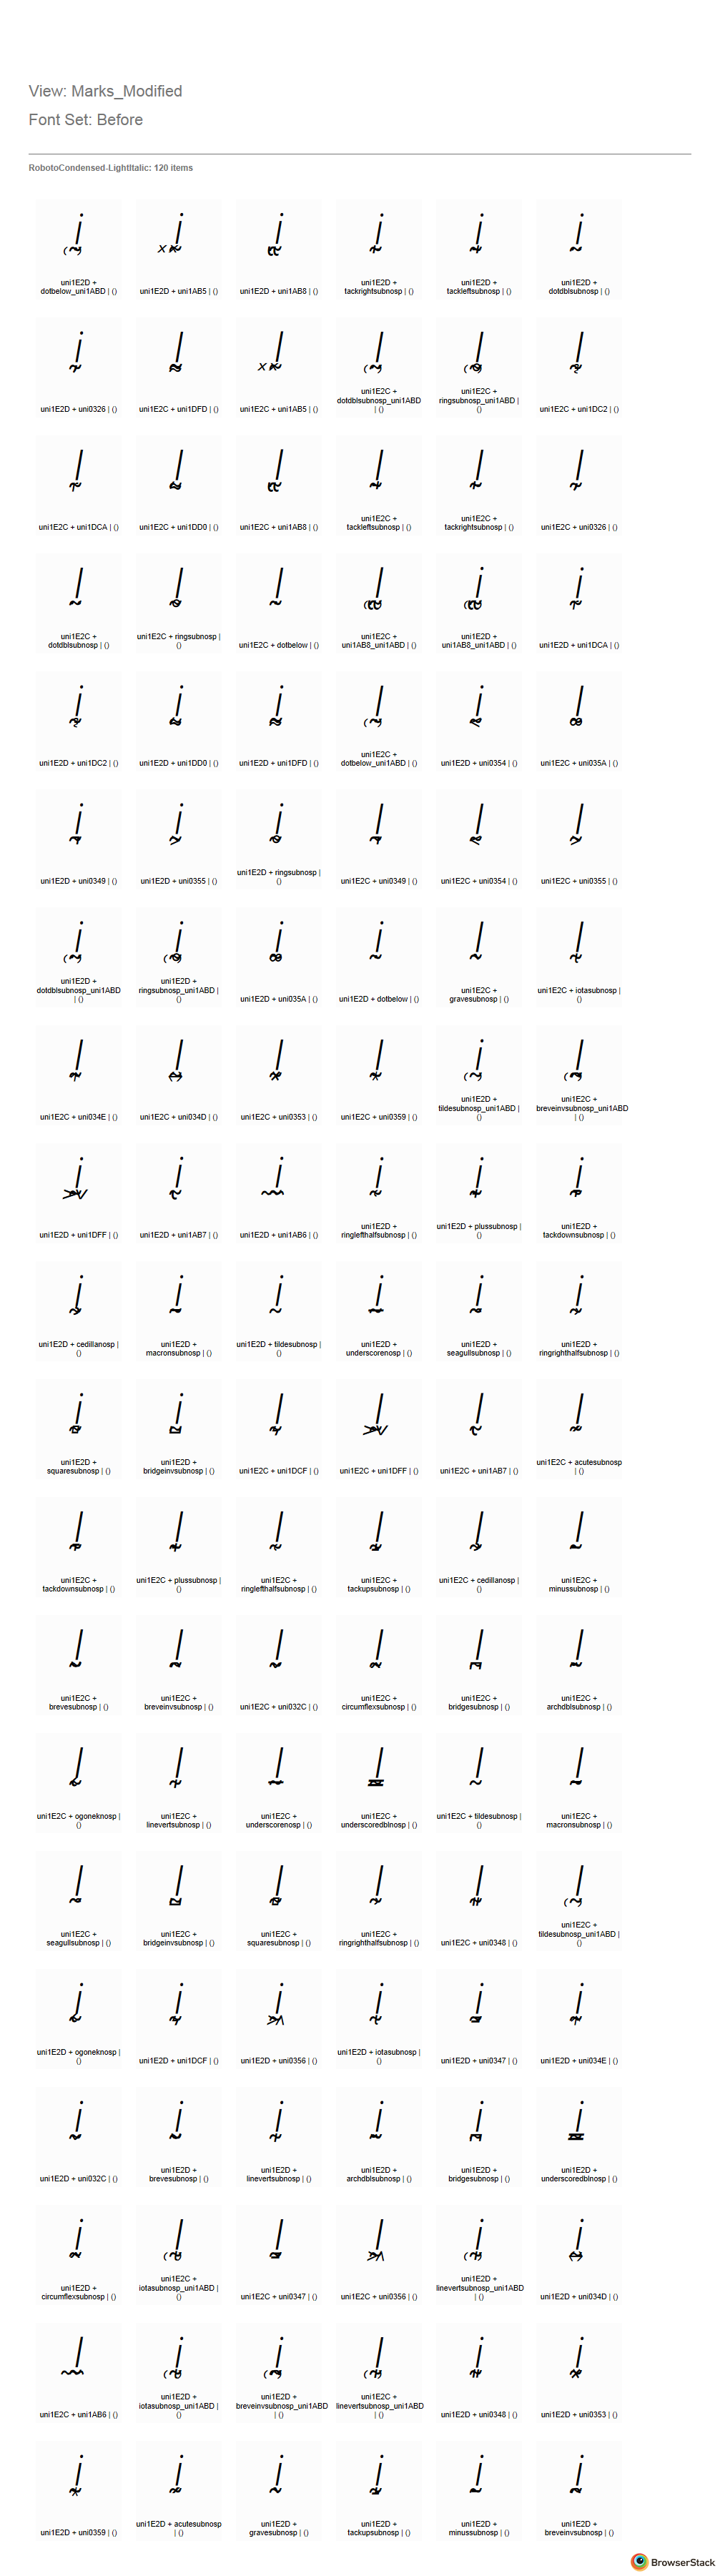 View: Marks_Modified
Font Set: Before
RobotoCondensed-LightItalic: 120 items
uni1E2D +
dotbelow_uni1ABD | ()
uni1E2D + uni1AB5 | ()
uni1E2D + uni1AB8 | ()
uni1E2D +
tackrightsubnosp | ()
uni1E2D +
tackleftsubnosp | ()
uni1E2D +
dotdblsubnosp | ()
uni1E2D + uni0326 | ()
uni1E2C + uni1DFD | ()
uni1E2C + uni1AB5 | ()
uni1E2C +
dotdblsubnosp_uni1ABD
| ()
uni1E2C +
ringsubnosp_uni1ABD |
()
uni1E2C + uni1DC2 | ()
uni1E2C + uni1DCA | ()
uni1E2C + uni1DD0 | ()
uni1E2C + uni1AB8 | ()
uni1E2C +
tackleftsubnosp | ()
uni1E2C +
tackrightsubnosp | ()
uni1E2C + uni0326 | ()
uni1E2C +
dotdblsubnosp | ()
uni1E2C + ringsubnosp |
()
uni1E2C + dotbelow | ()
uni1E2C +
uni1AB8_uni1ABD | ()
uni1E2D +
uni1AB8_uni1ABD | ()
uni1E2D + uni1DCA | ()
uni1E2D + uni1DC2 | ()
uni1E2D + uni1DD0 | ()
uni1E2D + uni1DFD | ()
uni1E2C +
dotbelow_uni1ABD | ()
uni1E2D + uni0354 | ()
uni1E2C + uni035A | ()
uni1E2D + uni0349 | ()
uni1E2D + uni0355 | ()
uni1E2D + ringsubnosp |
()
uni1E2C + uni0349 | ()
uni1E2C + uni0354 | ()
uni1E2C + uni0355 | ()
uni1E2D +
dotdblsubnosp_uni1ABD
| ()
uni1E2D +
ringsubnosp_uni1ABD |
()
uni1E2D + uni035A | ()
uni1E2D + dotbelow | ()
uni1E2C +
gravesubnosp | ()
uni1E2C + iotasubnosp |
()
uni1E2C + uni034E | ()
uni1E2C + uni034D | ()
uni1E2C + uni0353 | ()
uni1E2C + uni0359 | ()
uni1E2D +
tildesubnosp_uni1ABD |
()
uni1E2C +
breveinvsubnosp_uni1ABD
| ()
uni1E2D + uni1DFF | ()
uni1E2D + uni1AB7 | ()
uni1E2D + uni1AB6 | ()
uni1E2D +
ringlefthalfsubnosp | ()
uni1E2D + plussubnosp |
()
uni1E2D +
tackdownsubnosp | ()
uni1E2D + cedillanosp |
()
uni1E2D +
macronsubnosp | ()
uni1E2D + tildesubnosp |
()
uni1E2D +
underscorenosp | ()
uni1E2D +
seagullsubnosp | ()
uni1E2D +
ringrighthalfsubnosp | ()
uni1E2D +
squaresubnosp | ()
uni1E2D +
bridgeinvsubnosp | ()
uni1E2C + uni1DCF | ()
uni1E2C + uni1DFF | ()
uni1E2C + uni1AB7 | ()
uni1E2C + acutesubnosp
| ()
uni1E2C +
tackdownsubnosp | ()
uni1E2C + plussubnosp |
()
uni1E2C +
ringlefthalfsubnosp | ()
uni1E2C +
tackupsubnosp | ()
uni1E2C + cedillanosp |
()
uni1E2C +
minussubnosp | ()
uni1E2C +
brevesubnosp | ()
uni1E2C +
breveinvsubnosp | ()
uni1E2C + uni032C | ()
uni1E2C +
circumflexsubnosp | ()
uni1E2C +
bridgesubnosp | ()
uni1E2C +
archdblsubnosp | ()
uni1E2C + ogoneknosp |
()
uni1E2C +
linevertsubnosp | ()
uni1E2C +
underscorenosp | ()
uni1E2C +
underscoredblnosp | ()
uni1E2C + tildesubnosp |
()
uni1E2C +
macronsubnosp | ()
uni1E2C +
seagullsubnosp | ()
uni1E2C +
bridgeinvsubnosp | ()
uni1E2C +
squaresubnosp | ()
uni1E2C +
ringrighthalfsubnosp | ()
uni1E2C + uni0348 | ()
uni1E2C +
tildesubnosp_uni1ABD |
()
uni1E2D + ogoneknosp |
()
uni1E2D + uni1DCF | ()
uni1E2D + uni0356 | ()
uni1E2D + iotasubnosp |
()
uni1E2D + uni0347 | ()
uni1E2D + uni034E | ()
uni1E2D + uni032C | ()
uni1E2D +
brevesubnosp | ()
uni1E2D +
linevertsubnosp | ()
uni1E2D +
archdblsubnosp | ()
uni1E2D +
bridgesubnosp | ()
uni1E2D +
underscoredblnosp | ()
uni1E2D +
circumflexsubnosp | ()
uni1E2C +
iotasubnosp_uni1ABD |
()
uni1E2C + uni0347 | ()
uni1E2C + uni0356 | ()
uni1E2D +
linevertsubnosp_uni1ABD
| ()
uni1E2D + uni034D | ()
uni1E2C + uni1AB6 | ()
uni1E2D +
iotasubnosp_uni1ABD |
()
uni1E2D +
breveinvsubnosp_uni1ABD
| ()
uni1E2C +
linevertsubnosp_uni1ABD
| ()
uni1E2D + uni0348 | ()
uni1E2D + uni0353 | ()
uni1E2D + uni0359 | ()
uni1E2D + acutesubnosp
| ()
uni1E2D +
gravesubnosp | ()
uni1E2D +
tackupsubnosp | ()
uni1E2D +
minussubnosp | ()
uni1E2D +
breveinvsubnosp | ()
BrowserStack